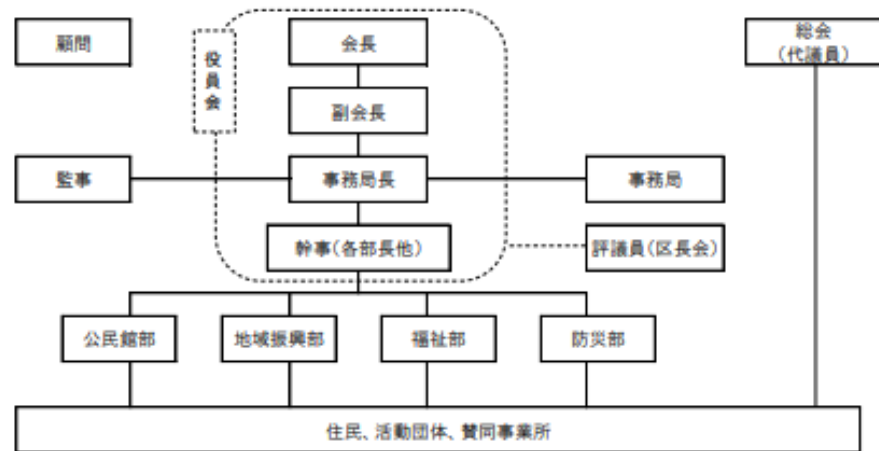 顧問
役員会
会長
総会
（代議員）
副会長
監事
事務局長
事務局
幹事（各部長他）
評議員（区長会）
公民館部
地域振興部
福祉部
防災部
住民、活動団体、賛同事業所